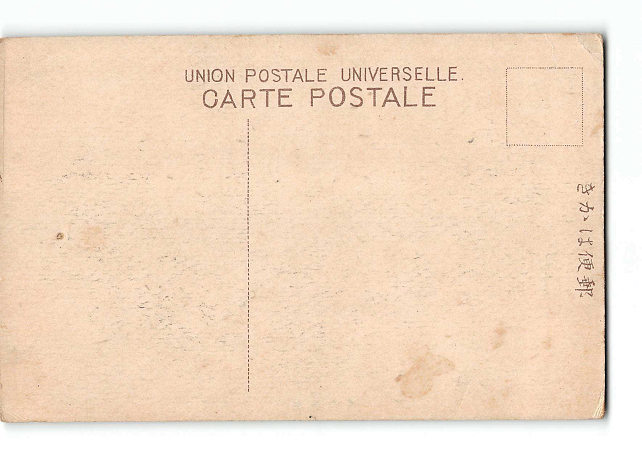 UNION POSTALE UNIVERSELLE.
CARTE POSTALE
きかは便郵